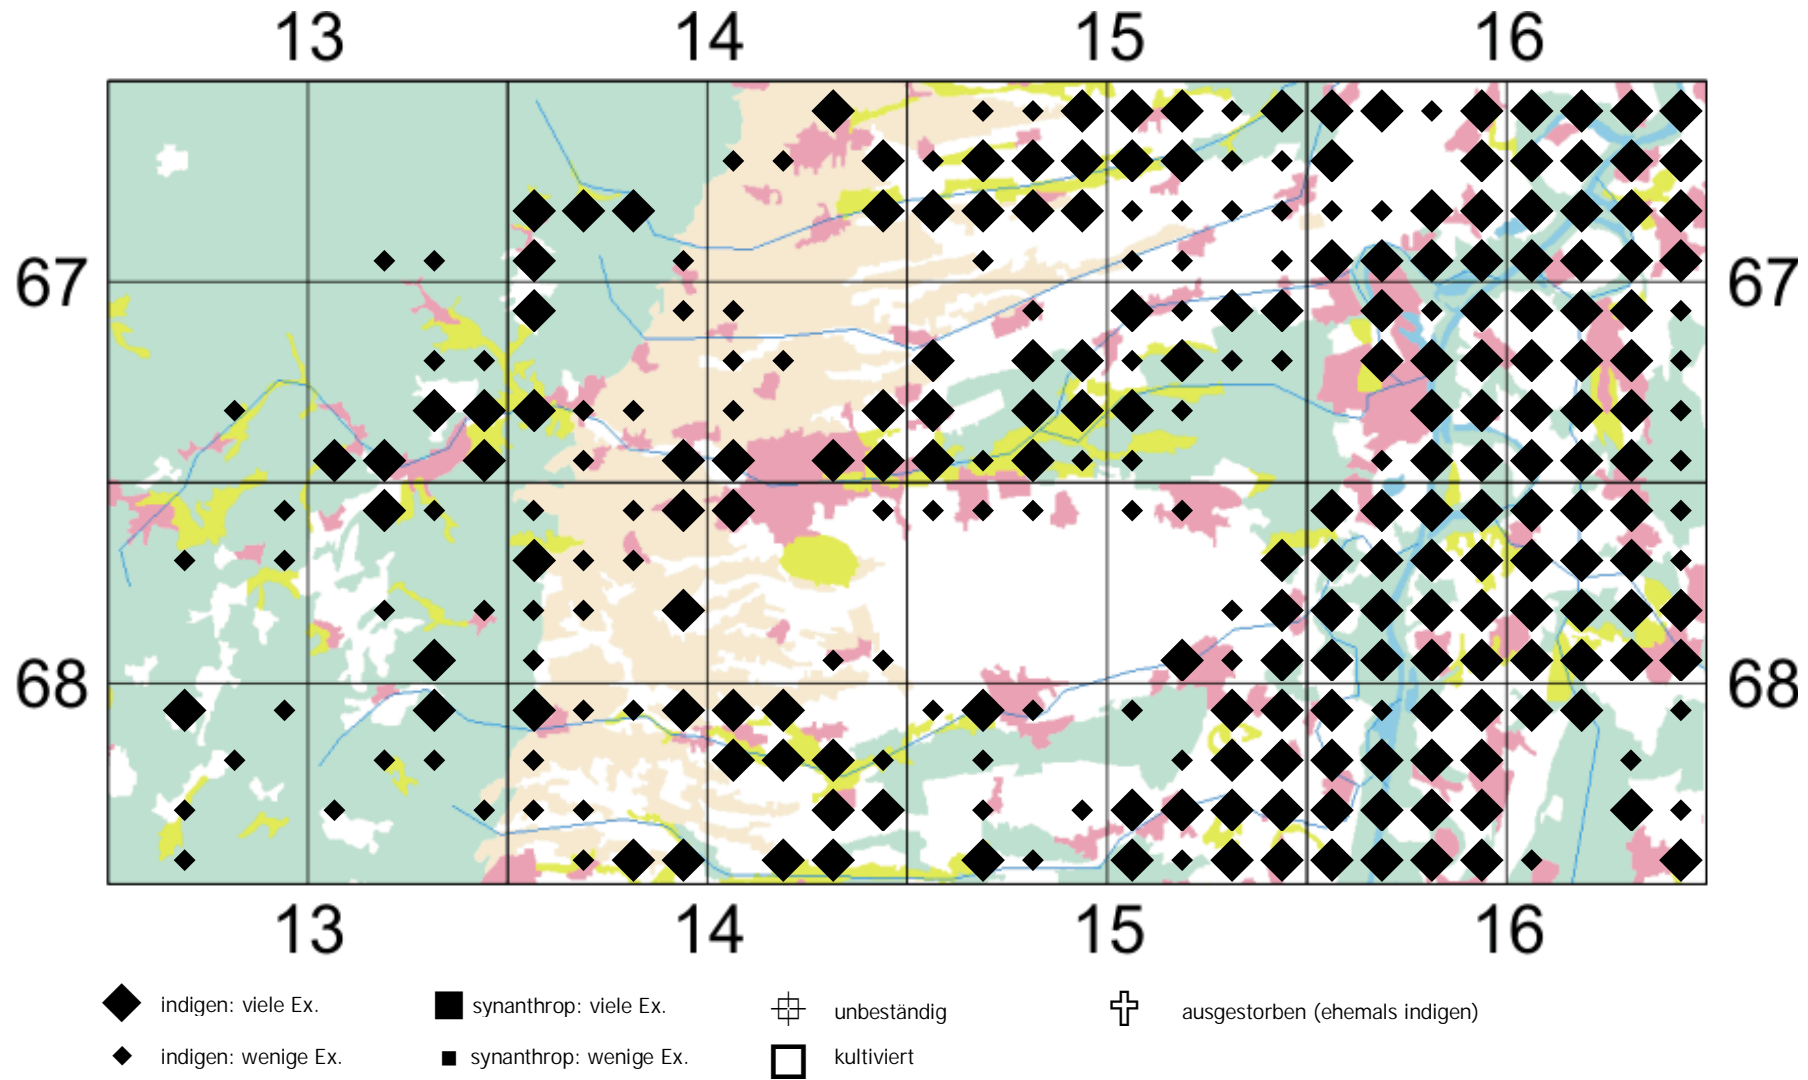 13 14 15 16
67 67
68 68
13 14 15 16
indigen: viele Ex. synanthrop: viele Ex. unbeständig ausgestorben (ehemals indigen)
indigen: wenige Ex. synanthrop: wenige Ex. kultiviert